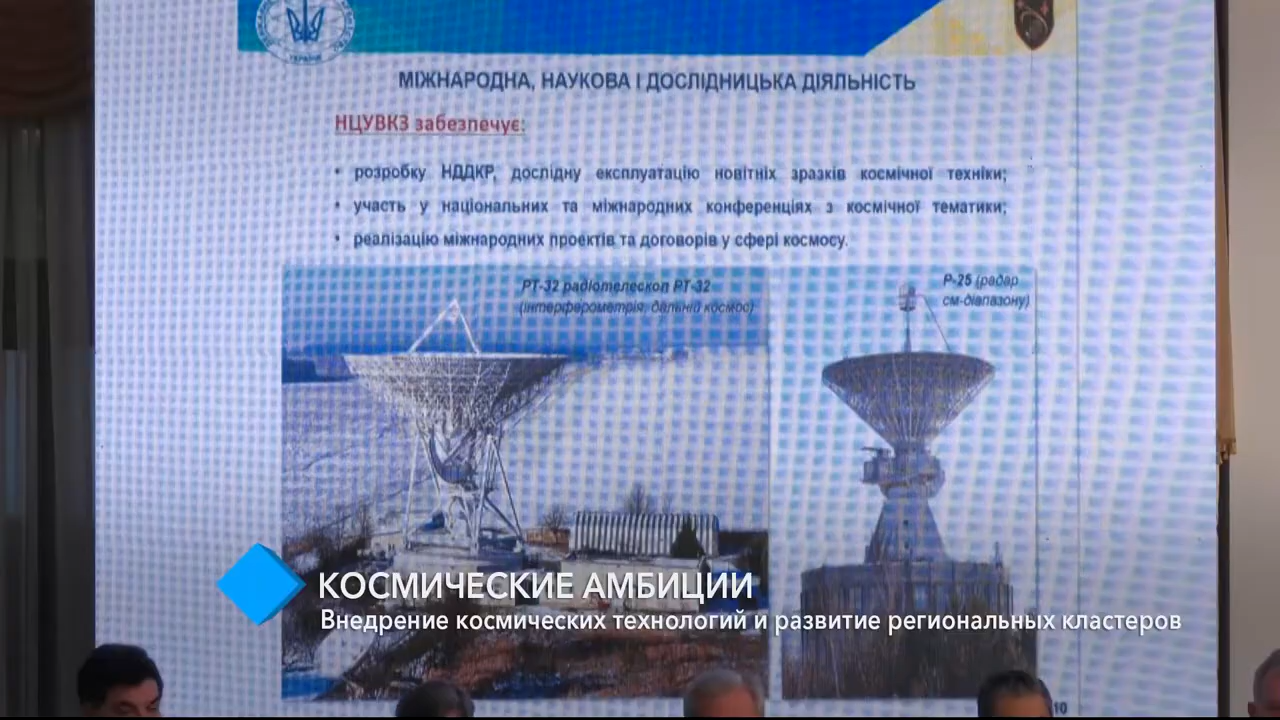 УКРАЇНИ
МІЖНАРОДНА, НАУКОВА І ДОСЛІДНИЦЬКА ДІЯЛЬНІСТЬ
НЦУВКЗ забезпечує:
• розробку НДДКР, дослідну експлуатацію новітніх зразків космічної техніки;
• участь у національних та міжнародних конференціях з космічної тематики;
• реалізацію міжнародних проектів та договорів у сфері космосу.
РТ-32 радіотелескоп РТ-32
(інтерферометрія, дальній космос)
Р-25 (радар
см-діапазону)
КОСМИЧЕСКИЕ АМБИЦИИ
Внедрение космических технологий и развитие региональных кластеров
10